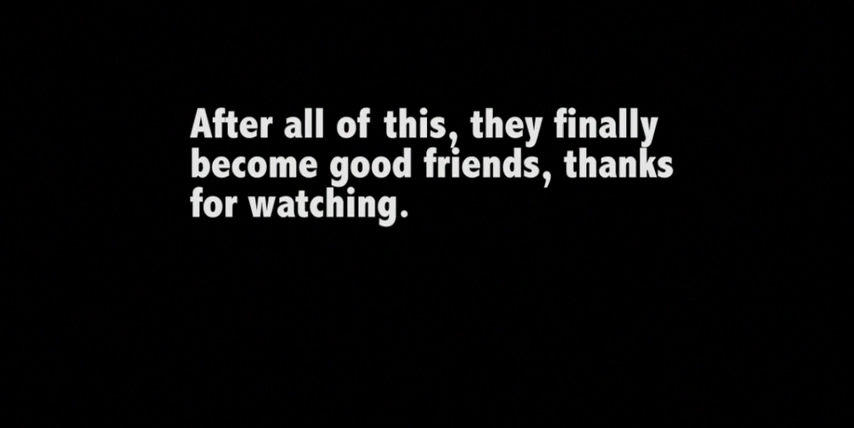 After all of this, they finally
become good friends, thanks
for watching.